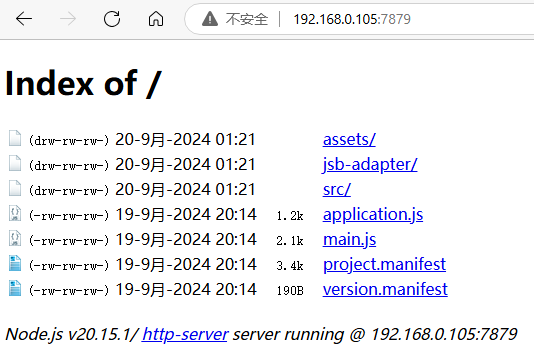 不安全 | 192.168.0.105:7879
Index of /
(drw-rw-rw-) 20-9月-2024 01:21 assets/
(drw-rw-rw-) 20-9月-2024 01:21 jsb-adapter/
(drw-rw-rw-) 20-9月-2024 01:21 src/
(-rw-rw-rw-) 19-9月-2024 20:14 1.2k application.js
(-rw-rw-rw-) 19-9月-2024 20:14 2.1k main.js
(-rw-rw-rw-) 19-9月-2024 20:14 3.4k project.manifest
(-rw-rw-rw-) 19-9月-2024 20:14 190B version.manifest
Node.js v20.15.1/ http-server server running @ 192.168.0.105:7879